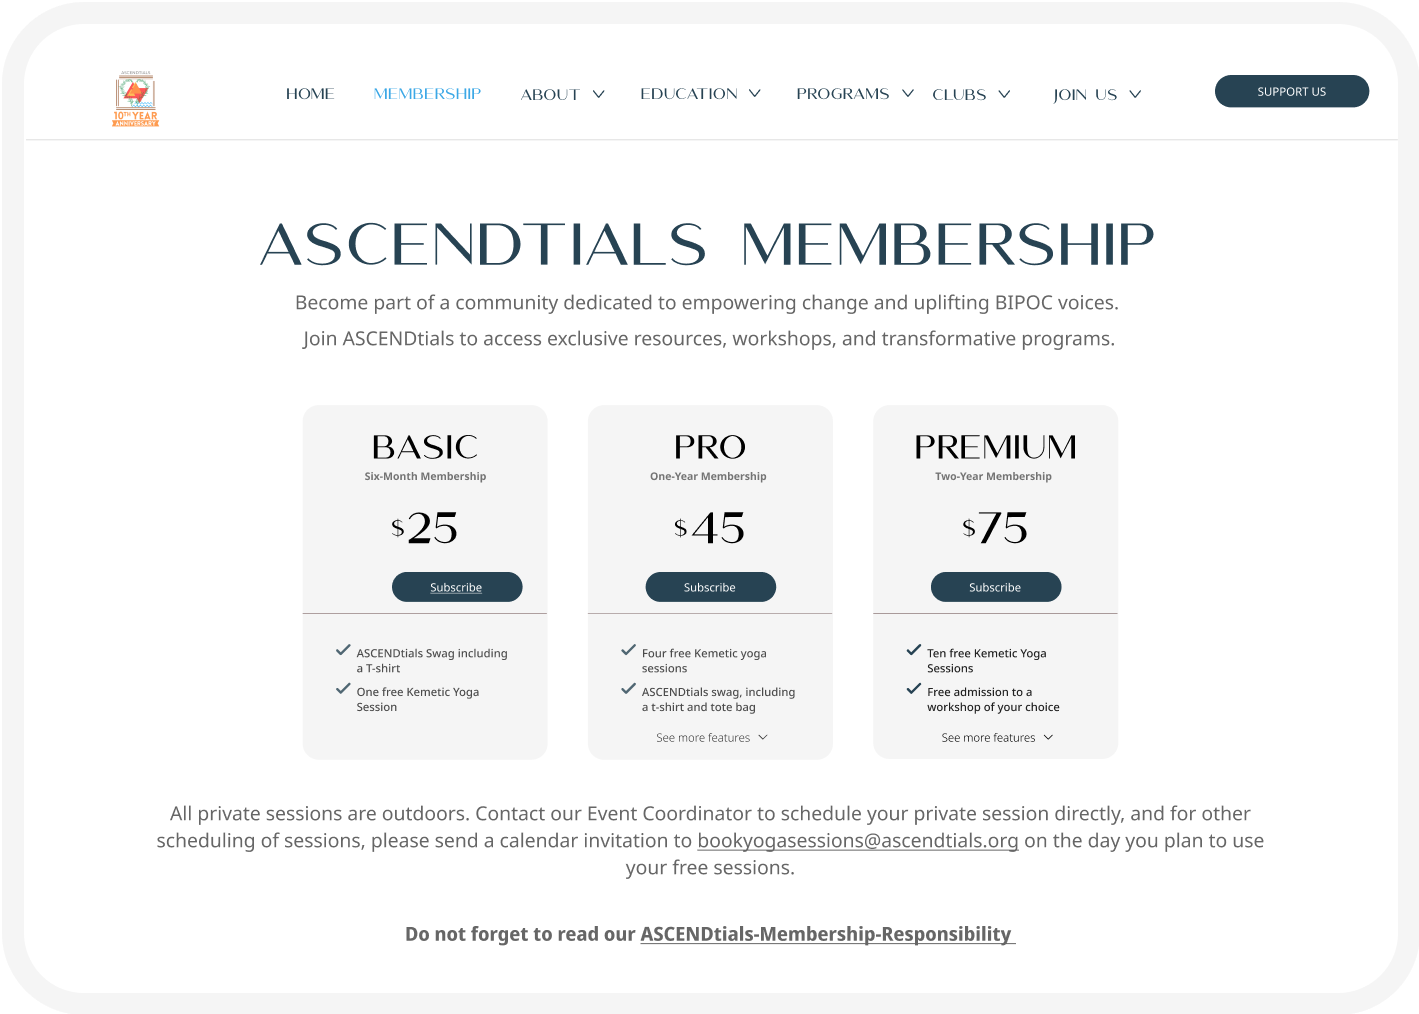 ASCENDTIALS
10TH YEAR
ANNIVERSARY
HOME MEMBERSHIP ABOUT EDUCATION PROGRAMS CLUBS JOIN US SUPPORT US
ASCENDTIALS MEMBERSHIP
Become part of a community dedicated to empowering change and uplifting BIPOC voices.
Join ASCENDtials to access exclusive resources, workshops, and transformative programs.
BASIC
Six-Month Membership
$25
Subscribe
ASCENDtials Swag including
a T-shirt
One free Kemetic Yoga
Session
PRO
One-Year Membership
$45
Subscribe
Four free Kemetic yoga
sessions
ASCENDtials swag, including
a t-shirt and tote bag
See more features
PREMIUM
Two-Year Membership
$75
Subscribe
Ten free Kemetic Yoga
Sessions
Free admission to a
workshop of your choice
See more features
All private sessions are outdoors. Contact our Event Coordinator to schedule your private session directly, and for other
scheduling of sessions, please send a calendar invitation to bookyogasessions@ascendtials.org on the day you plan to use
your free sessions.
Do not forget to read our ASCENDtials-Membership-Responsibility